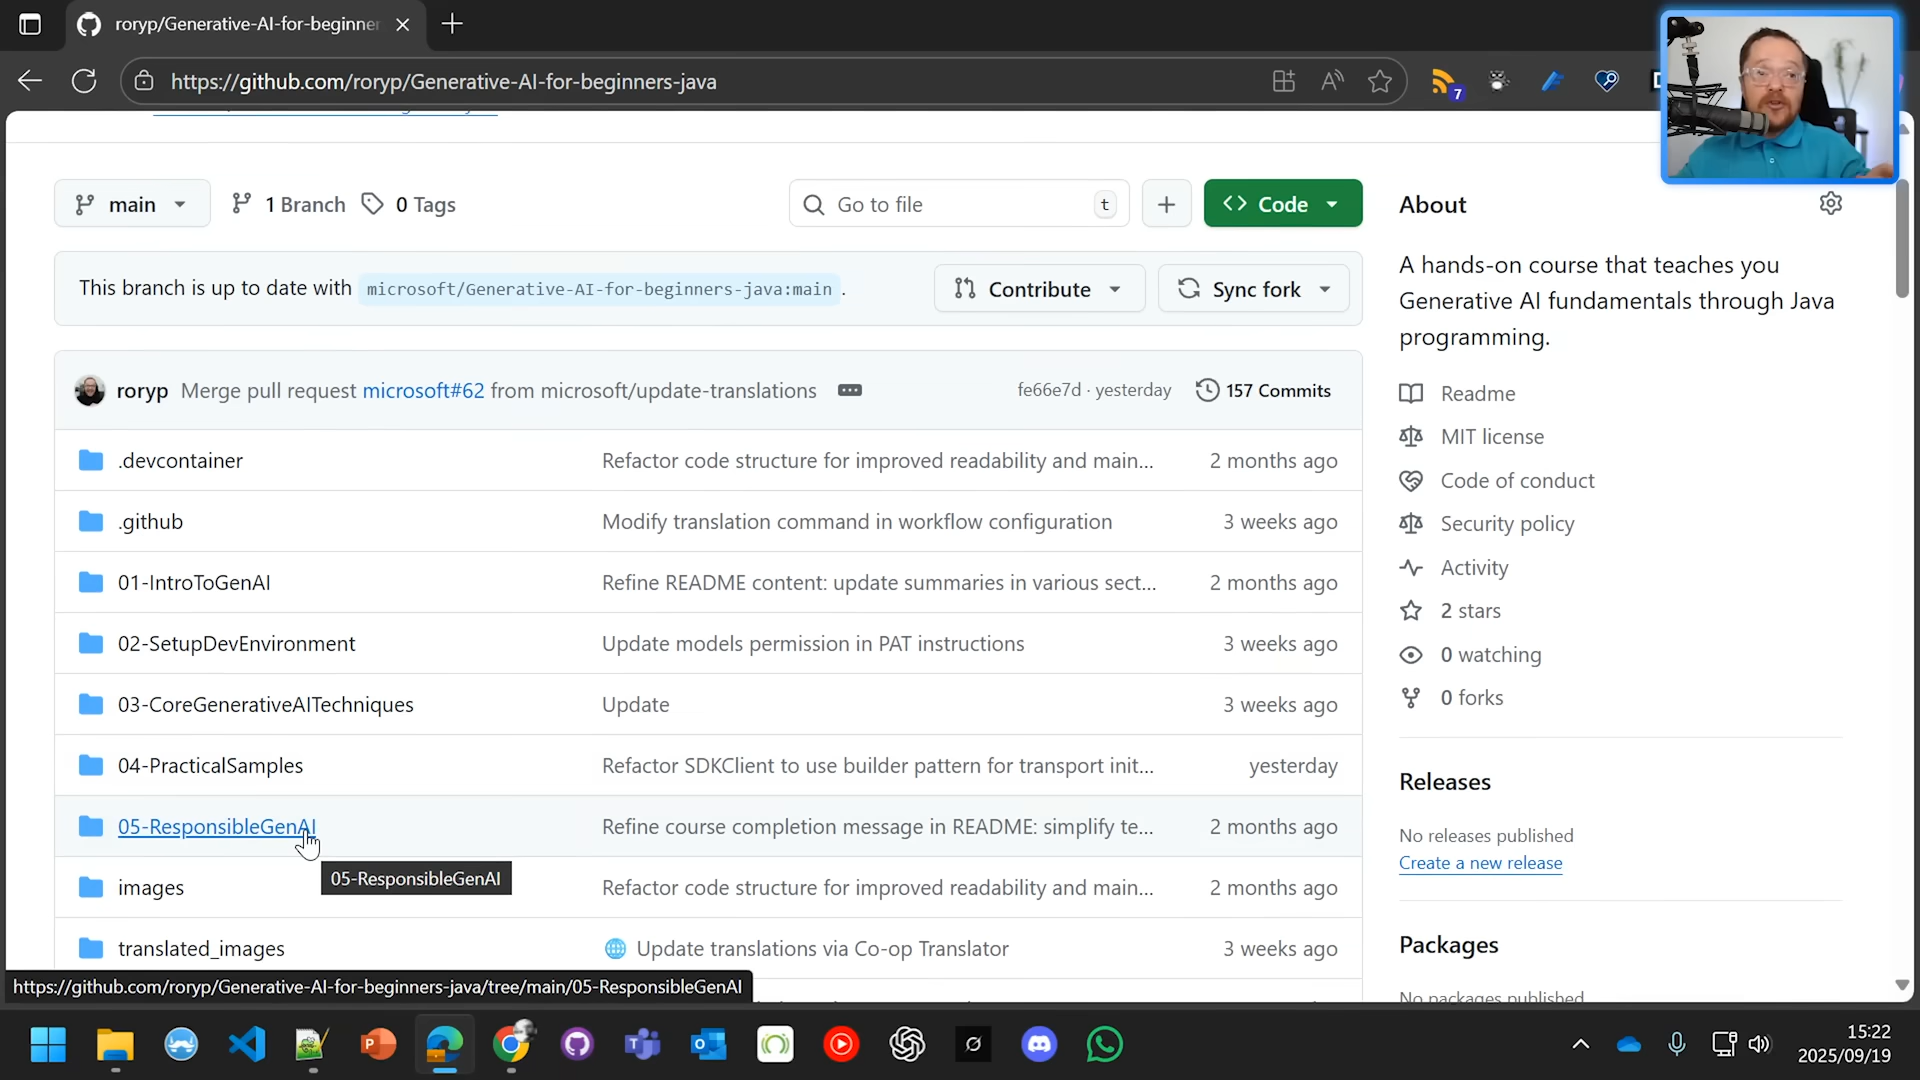 roryp/Generative-AI-for-beginner
https://github.com/roryp/Generative-AI-for-beginners-java
7
main
1 Branch
0 Tags
Go to file
t
Code
About
A hands-on course that teaches you
Generative AI fundamentals through Java
programming.
This branch is up to date with microsoft/Generative-AI-for-beginners-java:main .
Contribute
Sync fork
roryp Merge pull request microsoft#62 from microsoft/update-translations
fe66e7d · yesterday
157 Commits
.devcontainer Refactor code structure for improved readability and main... 2 months ago
.github Modify translation command in workflow configuration 3 weeks ago
01-IntroToGenAI Refine README content: update summaries in various sect... 2 months ago
02-SetupDevEnvironment Update models permission in PAT instructions 3 weeks ago
03-CoreGenerativeAITechniques Update 3 weeks ago
04-PracticalSamples Refactor SDKClient to use builder pattern for transport init... yesterday
05-ResponsibleGenAI Refine course completion message in README: simplify te... 2 months ago
05-ResponsibleGenAI
images Refactor code structure for improved readability and main... 2 months ago
translated_images Update translations via Co-op Translator 3 weeks ago
Readme
MIT license
Code of conduct
Security policy
Activity
2 stars
0 watching
0 forks
Releases
No releases published
Create a new release
Packages
No packages published
https://github.com/roryp/Generative-AI-for-beginners-java/tree/main/05-ResponsibleGenAI
15:22
2025/09/19